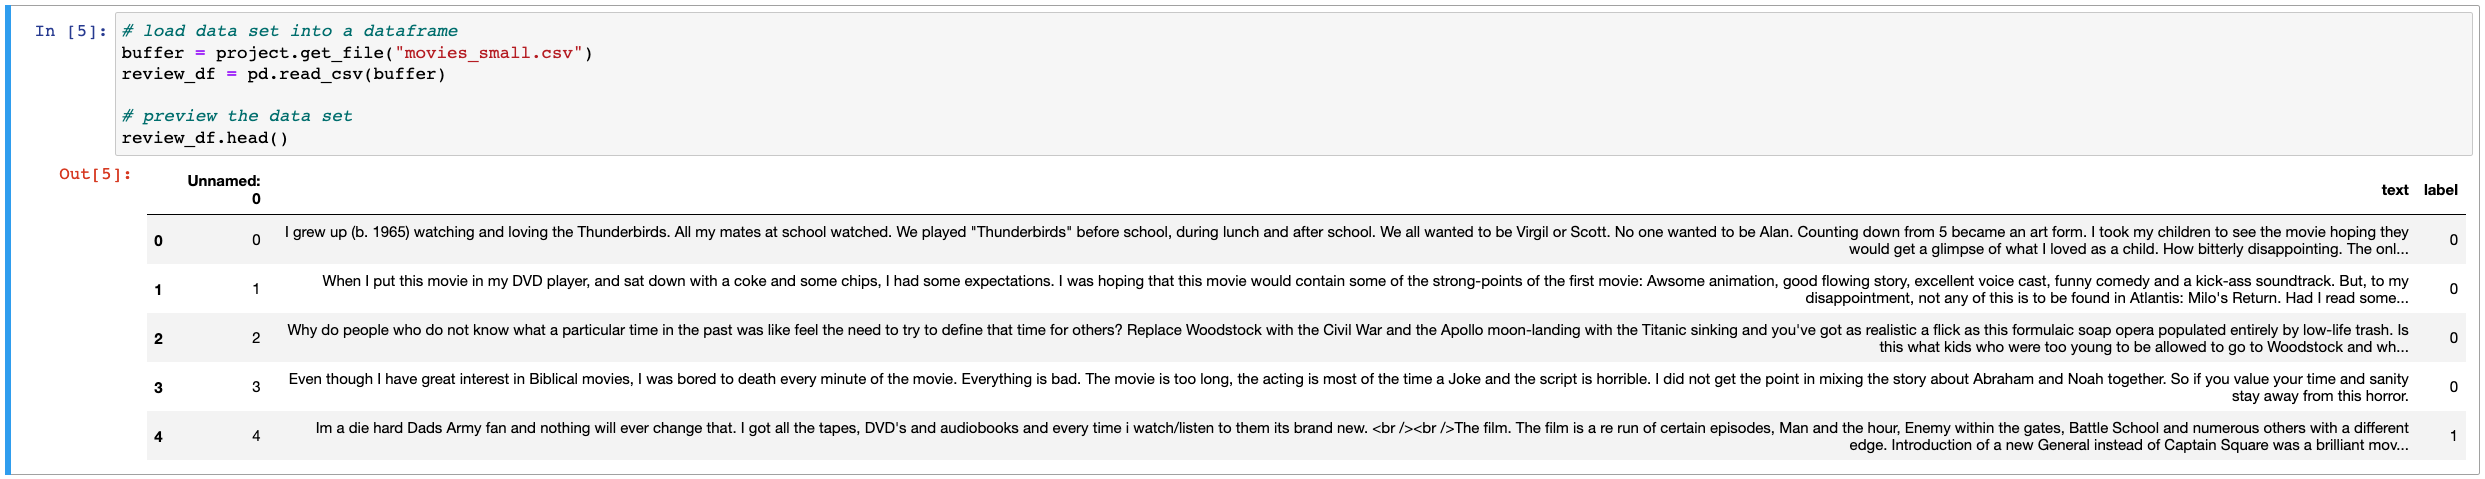 In [5]: # load data set into a dataframe
buffer = project.get_file("movies_small.csv")
review_df = pd.read_csv(buffer)
# preview the data set
review_df.head()
Out[5]:
Unnamed: 0 text label
0 0 I grew up (b. 1965) watching and loving the Thunderbirds. All my mates at school watched. We played "Thunderbirds" before school, during lunch and after school. We all wanted to be Virgil or Scott. No one wanted to be Alan. Counting down from 5 became an art form. I took my children to see the movie hoping they
would get a glimpse of what I loved as a child. How bitterly disappointing. The onl... 0
1 1 When I put this movie in my DVD player, and sat down with a coke and some chips, I had some expectations. I was hoping that this movie would contain some of the strong-points of the first movie: Awsome animation, good flowing story, excellent voice cast, funny comedy and a kick-ass soundtrack. But, to my
disappointment, not any of this is to be found in Atlantis: Milo's Return. Had I read some... 0
2 2 Why do people who do not know what a particular time in the past was like feel the need to try to define that time for others? Replace Woodstock with the Civil War and the Apollo moon-landing with the Titanic sinking and you've got as realistic a flick as this formulaic soap opera populated entirely by low-life trash. Is
this what kids who were too young to be allowed to go to Woodstock and wh... 0
3 3 Even though I have great interest in Biblical movies, I was bored to death every minute of the movie. Everything is bad. The movie is too long, the acting is most of the time a Joke and the script is horrible. I did not get the point in mixing the story about Abraham and Noah together. So if you value your time and sanity
stay away from this horror. 0
4 4 Im a die hard Dads Army fan and nothing will ever change that. I got all the tapes, DVD's and audiobooks and every time i watch/listen to them its brand new. <br /><br />The film. The film is a re run of certain episodes, Man and the hour, Enemy within the gates, Battle School and numerous others with a different
edge. Introduction of a new General instead of Captain Square was a brilliant mov... 1